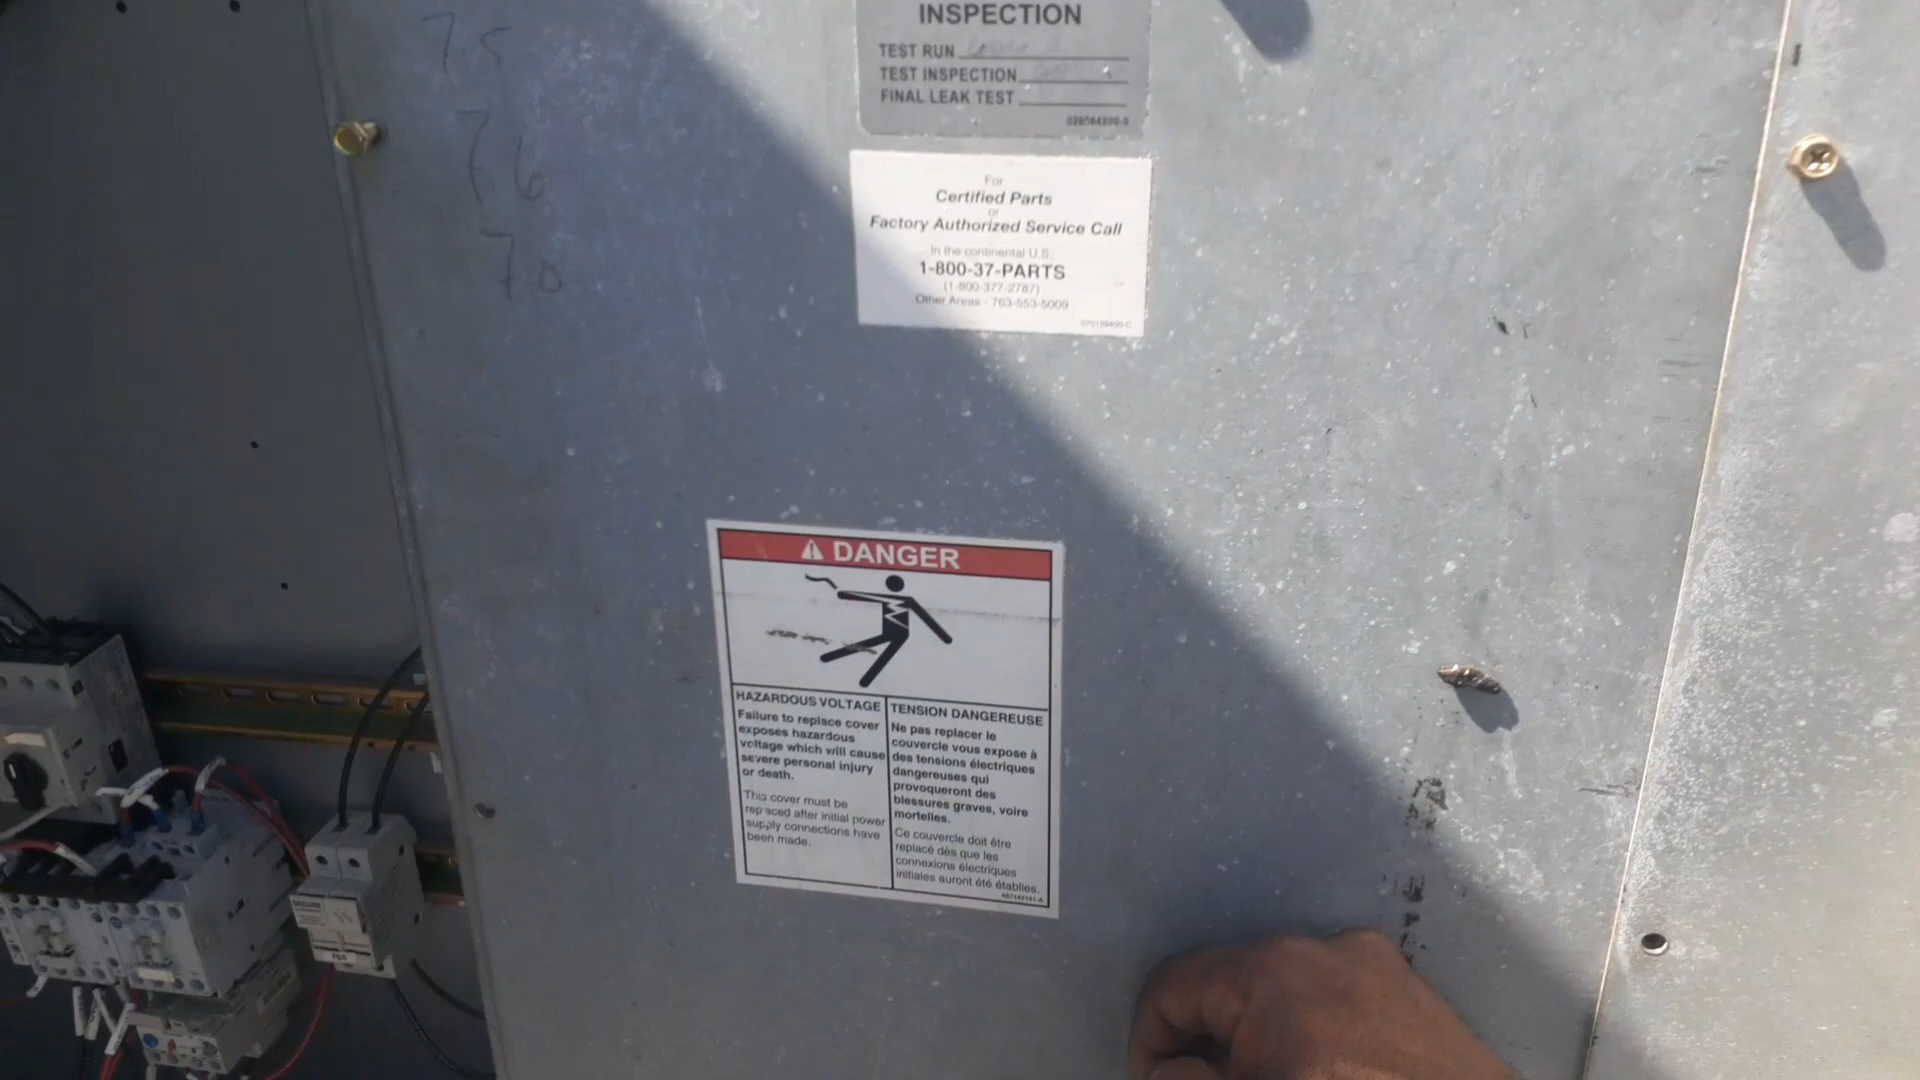 75
7.6
7.0
INSPECTION
TEST RUN
TEST INSPECTION
FINAL LEAK TEST
For
Certified Parts
or
Factory Authorized Service Call
In the continental U.S.
1-800-37-PARTS
(1-800-377-2787)
Other Areas - 763-553-5009
DANGER
HAZARDOUS VOLTAGE
Failure to replace cover
exposes hazardous
voltage which will cause
severe personal injury
or death.
This cover must be
replaced after initial power
supply connections have
been made.
TENSION DANGEREUSE
Ne pas replacer le
couvercle vous expose à
des tensions électriques
dangereuses qui
provoqueront des
blessures graves, voire
mortelles.
Ce couvercle doit être
replacé dès que les
connexions électriques
initiales auront été établies.